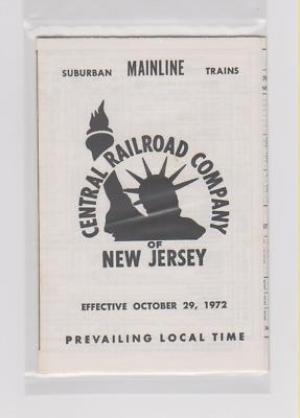 SUBURBAN MAINLINE TRAINS
CENTRAL RAILROAD COMPANY
OF
NEW JERSEY
EFFECTIVE OCTOBER 29, 1972
PREVAILING LOCAL TIME